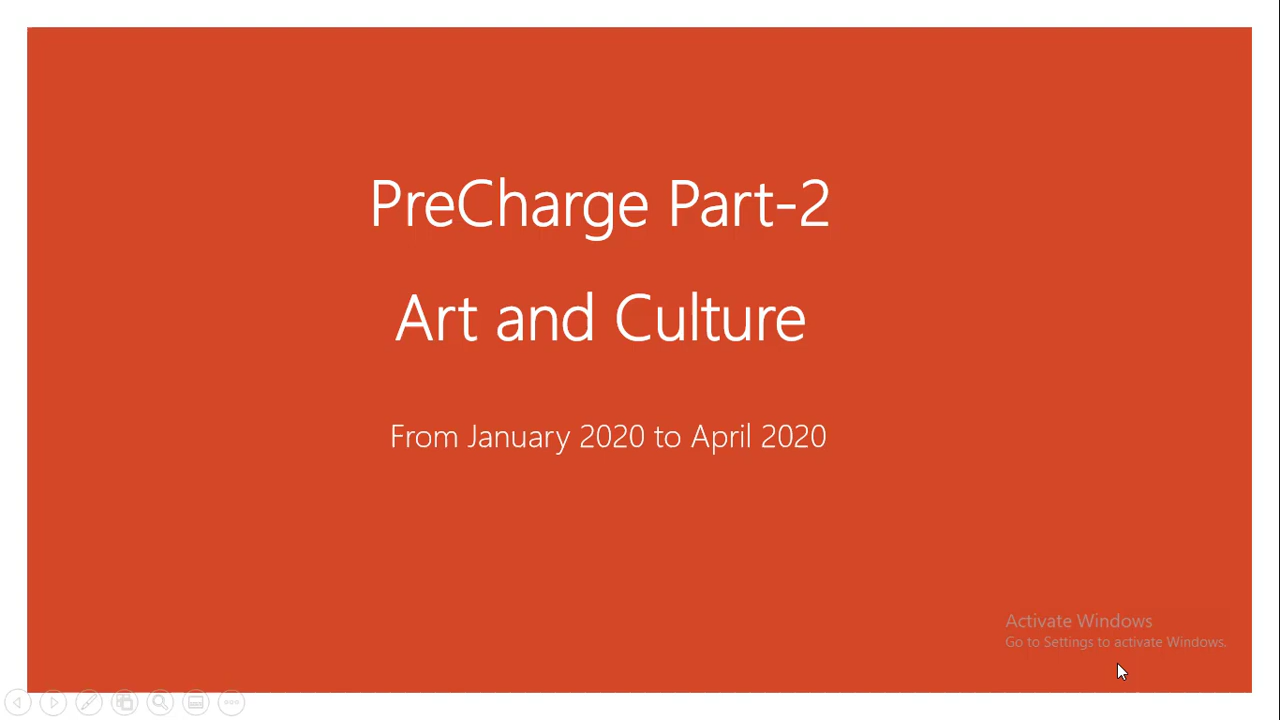 PreCharge Part-2
Art and Culture
From January 2020 to April 2020
Activate Windows
Go to Settings to activate Windows.